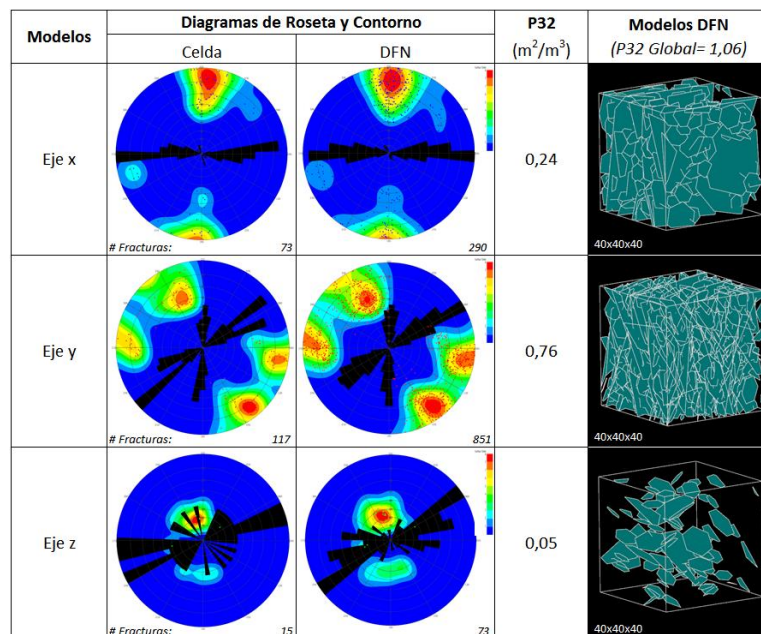 Modelos
Diagramas de Roseta y Contorno
Celda
DFN
P32
(m²/m³)
Modelos DFN
(P32 Global= 1,06)
Eje x
# Fracturas:
73
290
0,24
40x40x40
Eje y
# Fracturas:
117
851
0,76
40x40x40
Eje z
# Fracturas:
15
73
0,05
40x40x40